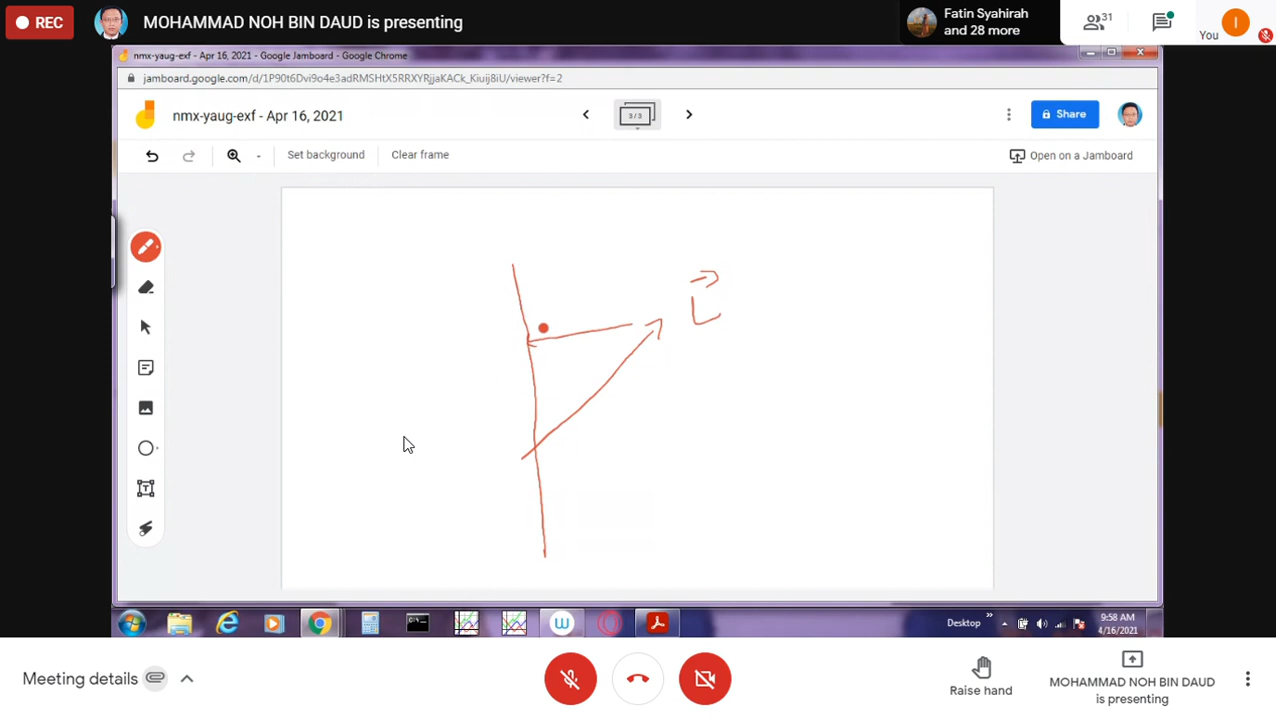 REC
MOHAMMAD NOH BIN DAUD is presenting
Fatin Syahirah
and 28 more
31
You
I
nmx-yaug-exf - Apr 16, 2021 - Google Jamboard - Google Chrome
jamboard.google.com/d/1P90t6Dvi9o4e3adRMSHtX5RRXYRjjaKACk_Kiuij8iU/viewer?f=2
nmx-yaug-exf - Apr 16, 2021
3 / 3
Share
Set background
Clear frame
Open on a Jamboard
L
Desktop
9:58 AM
4/16/2021
Meeting details
Raise hand
MOHAMMAD NOH BIN DAUD
is presenting